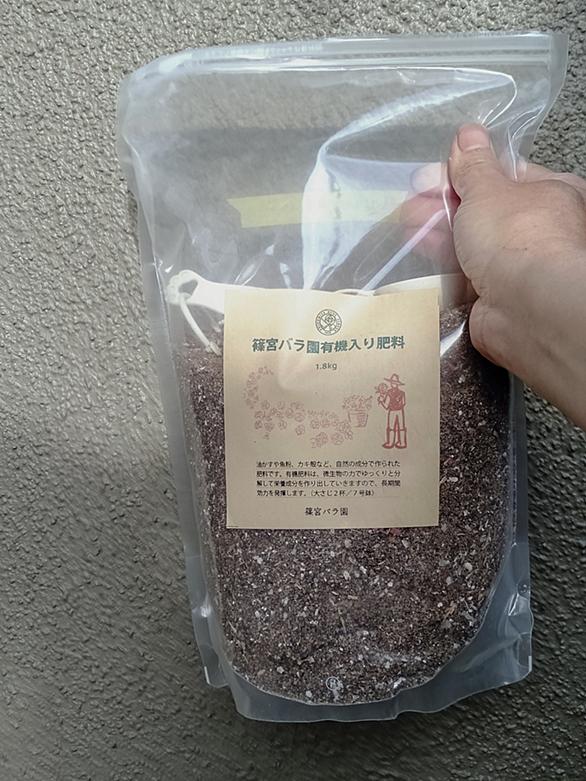 篠宮バラ園有機入り肥料
1.8kg
油かすや魚粉、カキ殻など、自然の成分で作られた
肥料です。有機肥料は、微生物の力でゆっくりと分
解して栄養成分を作り出していきますので、長期間
効力を発揮します。（大さじ２杯／７号鉢）
篠宮バラ園